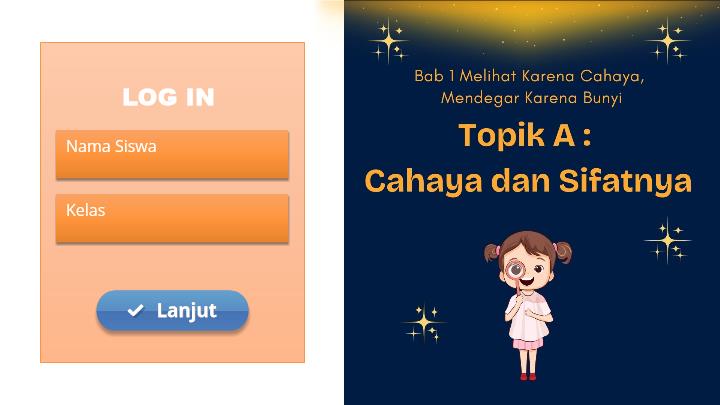 LOG IN
Nama Siswa
Kelas
Lanjut
Bab 1 Melihat Karena Cahaya,
Mendegar Karena Bunyi
Topik A :
Cahaya dan Sifatnya